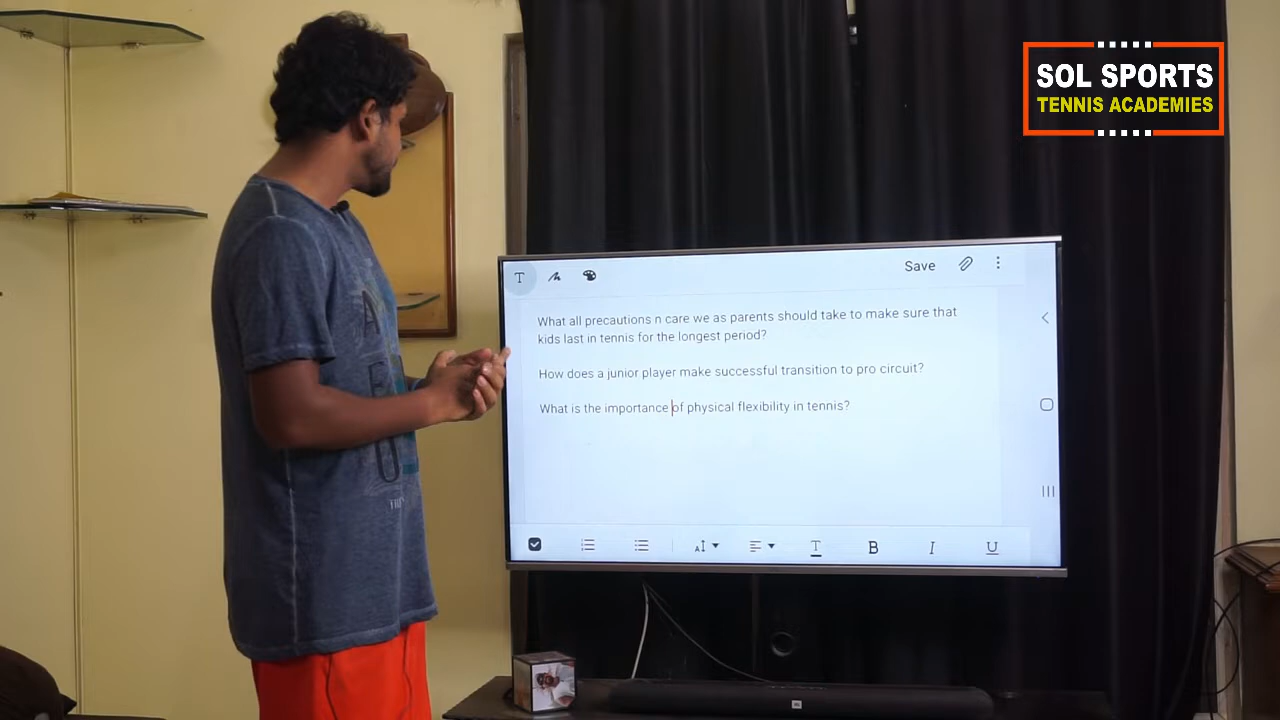 SOL SPORTS
TENNIS ACADEMIES
T
Save
What all precautions n care we as parents should take to make sure that
kids last in tennis for the longest period?
How does a junior player make successful transition to pro circuit?
What is the importance of physical flexibility in tennis?
T
B
I
U